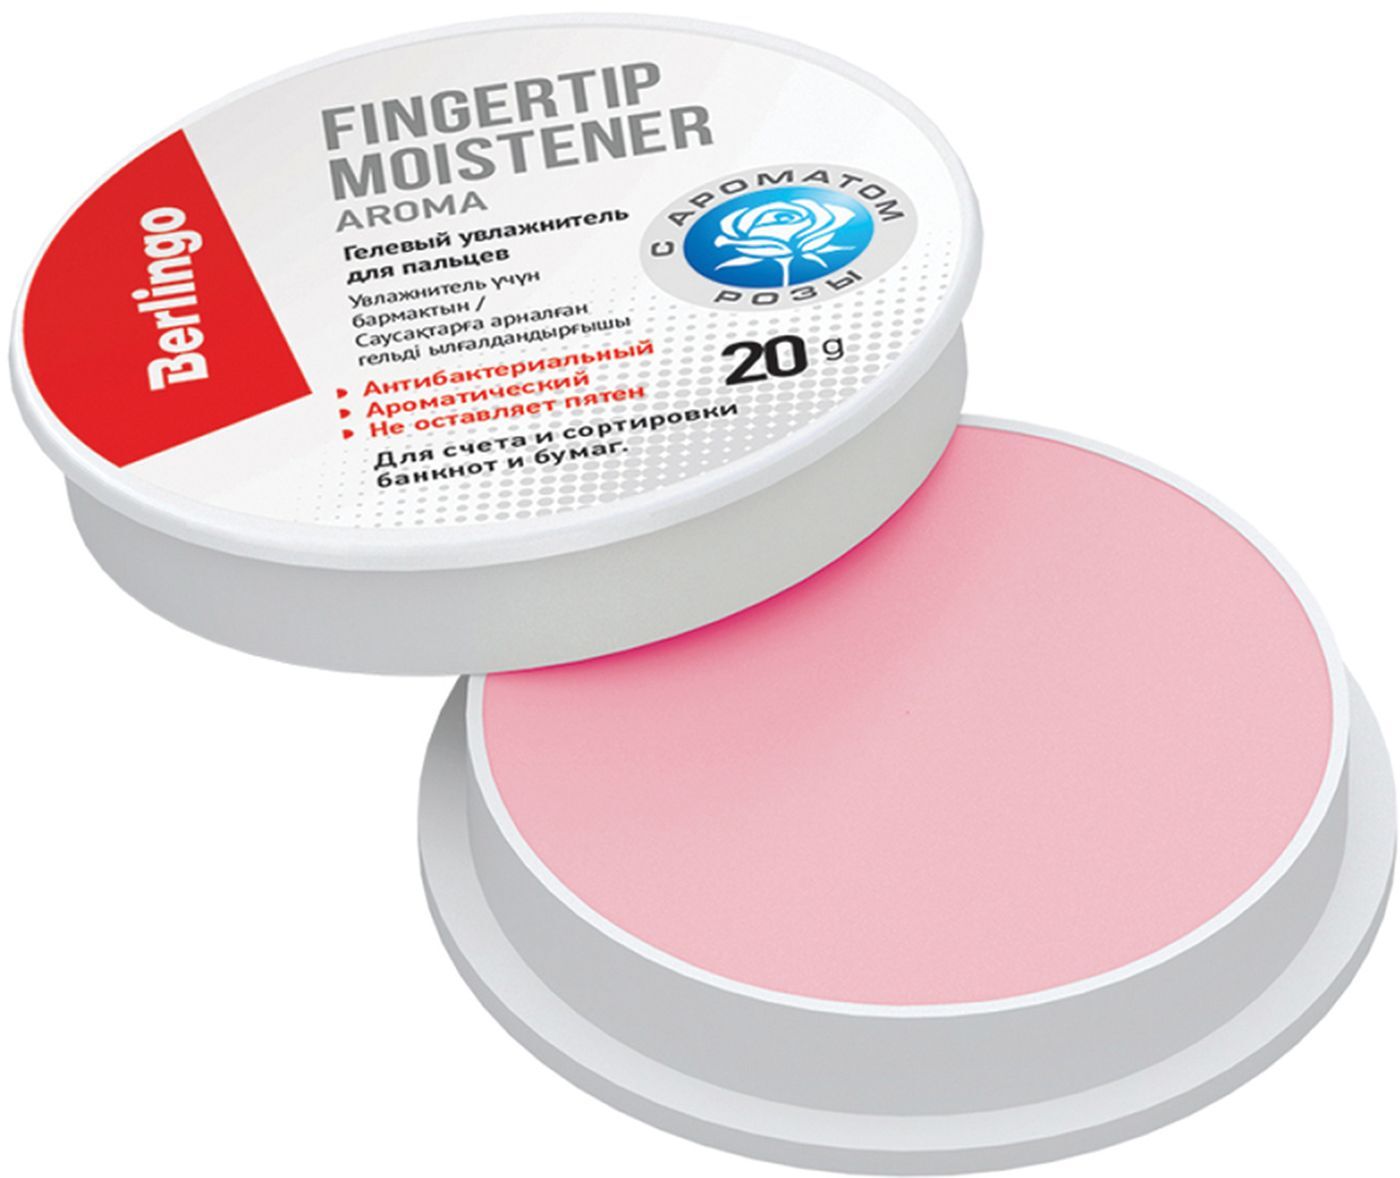 Berlingo
FINGERTIP
MOISTENER
AROMA
Гелевый увлажнитель
для пальцев
Увлажнитель үчүн
бармактын /
Саусақтарға арналған
гельді ылғалдандырғышы
Антибактериальный
Ароматический
Не оставляет пятен
Для счета и сортировки
банкнот и бумаг.
С АРОМАТОМ
РОЗЫ
20 g